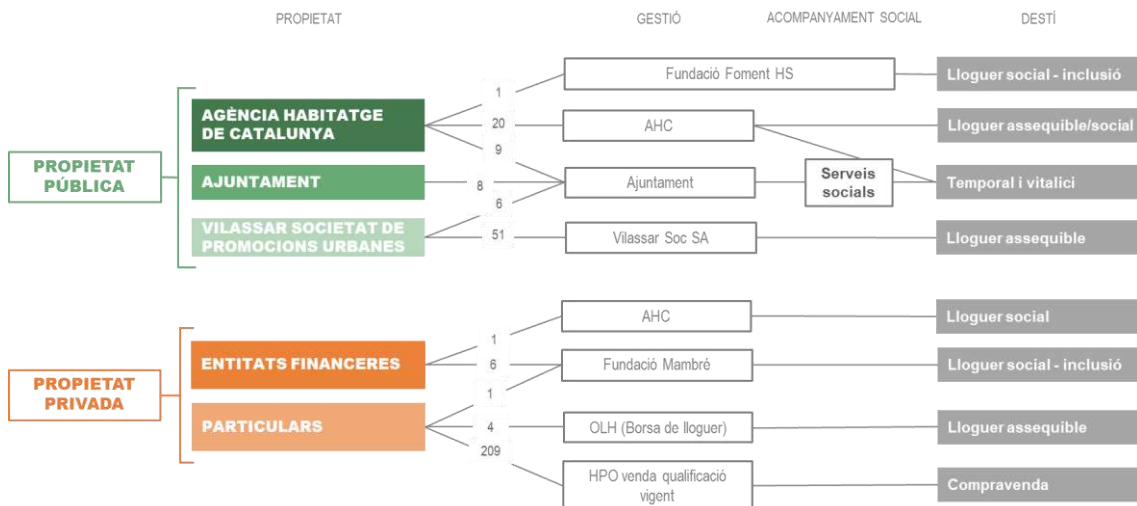 PROPIETAT
GESTIÓ
ACOMPANYAMENT SOCIAL
DESTÍ
PROPIETAT
PÚBLICA
AGÈNCIA HABITATGE
DE CATALUNYA
1
20
9
Fundació Foment HS
Lloguer social - inclusió
AHC
Lloguer assequible/social
AJUNTAMENT
8
Ajuntament
Serveis
socials
Temporal i vitalici
VILASSAR SOCIETAT DE
PROMOCIONS URBANES
6
51
Vilassar Soc SA
Lloguer assequible
PROPIETAT
PRIVADA
ENTITATS FINANCERES
1
6
AHC
Lloguer social
Fundació Mambré
Lloguer social - inclusió
PARTICULARS
1
4
209
OLH (Borsa de lloguer)
Lloguer assequible
HPO venda qualificació
vigent
Compravenda